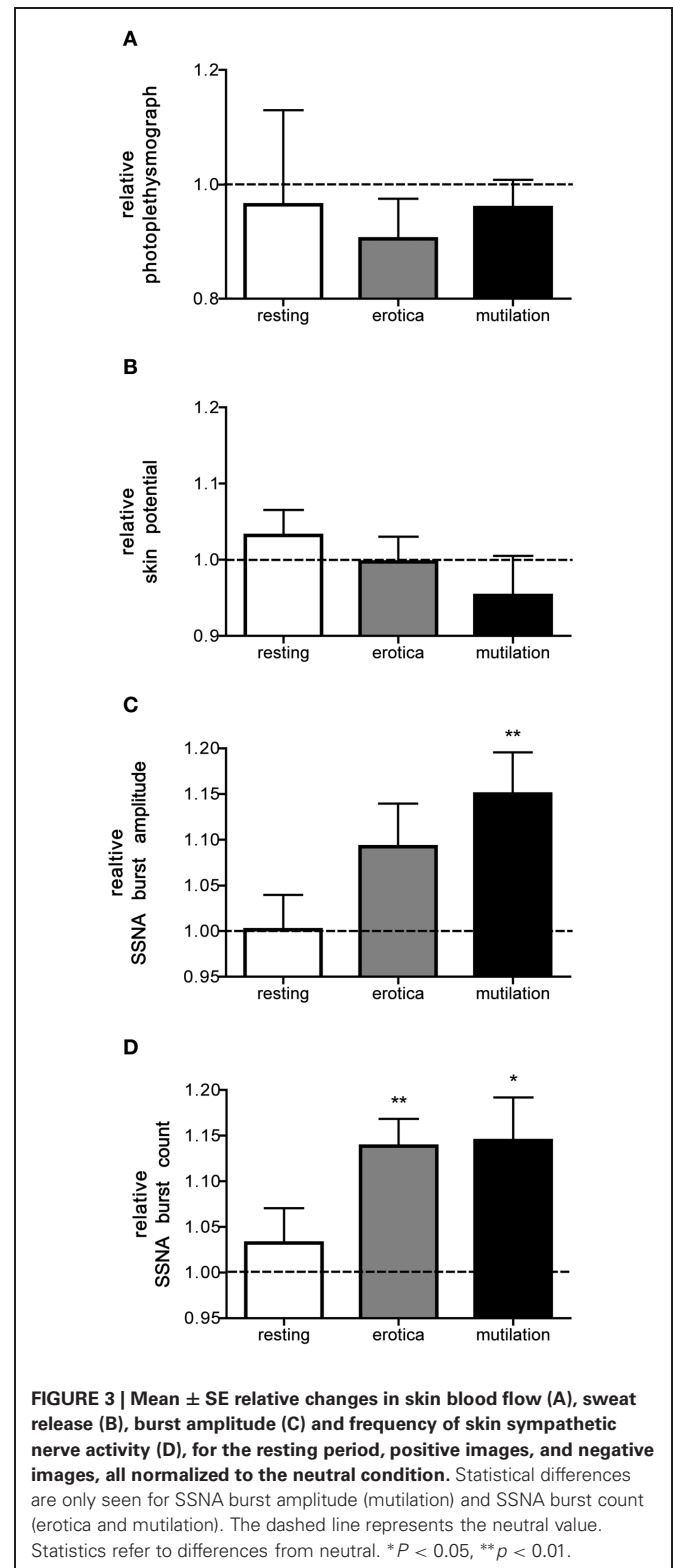 A
relative
photoplethysmograph
1.2
1.0
0.8
resting
erotica
mutilation
B
relative
skin potential
1.2
1.1
1.0
0.9
resting
erotica
mutilation
C
realtive
SSNA burst amplitude
**
1.20
1.15
1.10
1.05
1.00
0.95
resting
erotica
mutilation
D
relative
SSNA burst count
**
*
1.20
1.15
1.10
1.05
1.00
0.95
resting
erotica
mutilation
FIGURE 3 | Mean ± SE relative changes in skin blood flow (A), sweat
release (B), burst amplitude (C) and frequency of skin sympathetic
nerve activity (D), for the resting period, positive images, and negative
images, all normalized to the neutral condition. Statistical differences
are only seen for SSNA burst amplitude (mutilation) and SSNA burst count
(erotica and mutilation). The dashed line represents the neutral value.
Statistics refer to differences from neutral. *P < 0.05, **p < 0.01.